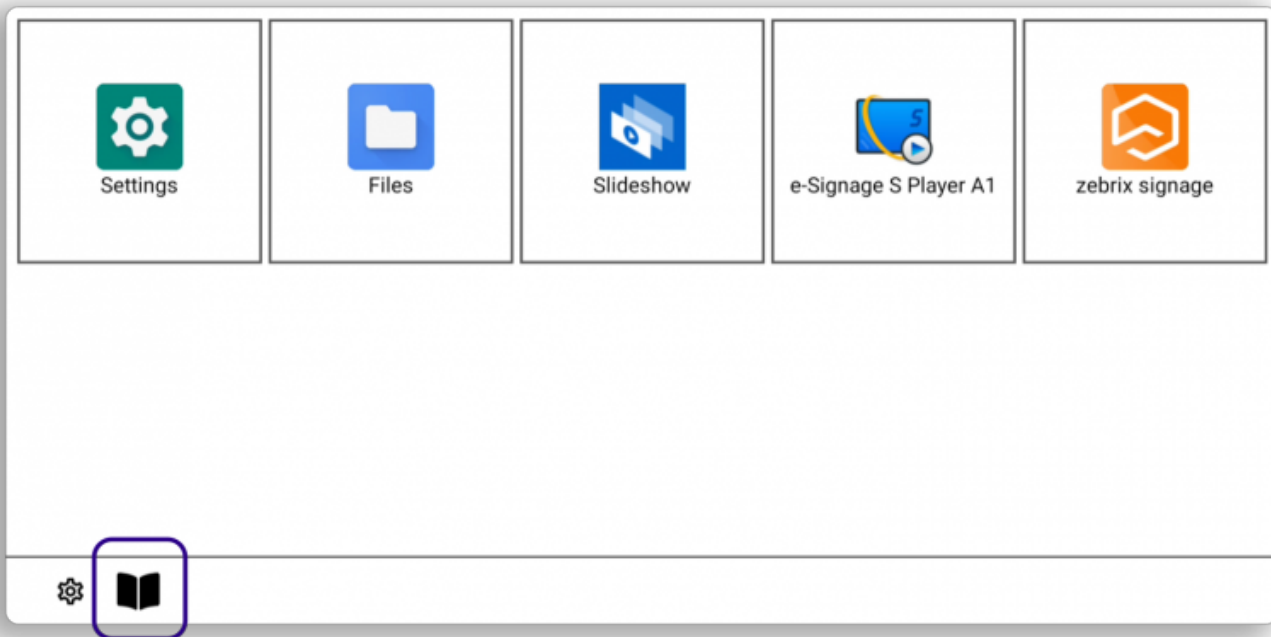 Settings
Files
Slideshow
S
e-Signage S Player A1
zebrix signage